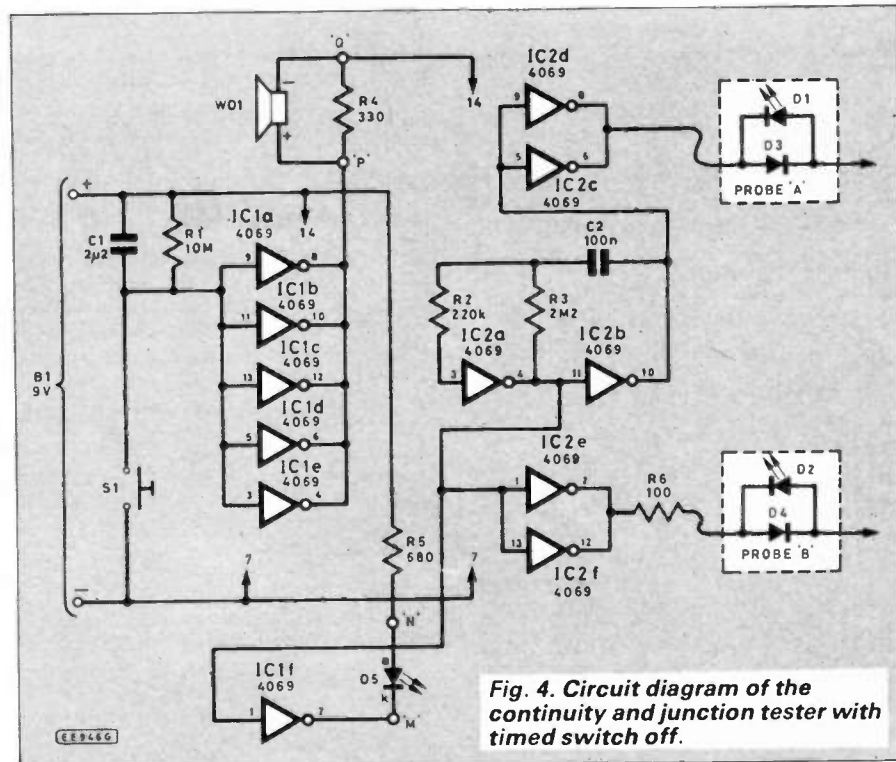 'Q'
IC2d
4069
9
8
WD1
−
+
R4
330
14
D1
D3
PROBE 'A'
5
6
IC2c
4069
'P'
+
C1
2µ2
R1
10M
14
IC1a
4069
9
8
IC1b
4069
11
10
IC1c
4069
13
12
IC1d
4069
5
6
IC1e
4069
3
4
C2
100n
R2
220k
R3
2M2
IC2a
4069
3
4
IC2b
4069
11
10
B1
9V
S1
−
7
7
R5
680
IC2e
4069
1
2
R6
100
13
12
IC2f
4069
D2
D4
PROBE 'B'
'N'
a
D5
k
'M'
IC1f
4069
1
7
EE946G
Fig. 4. Circuit diagram of the
continuity and junction tester with
timed switch off.